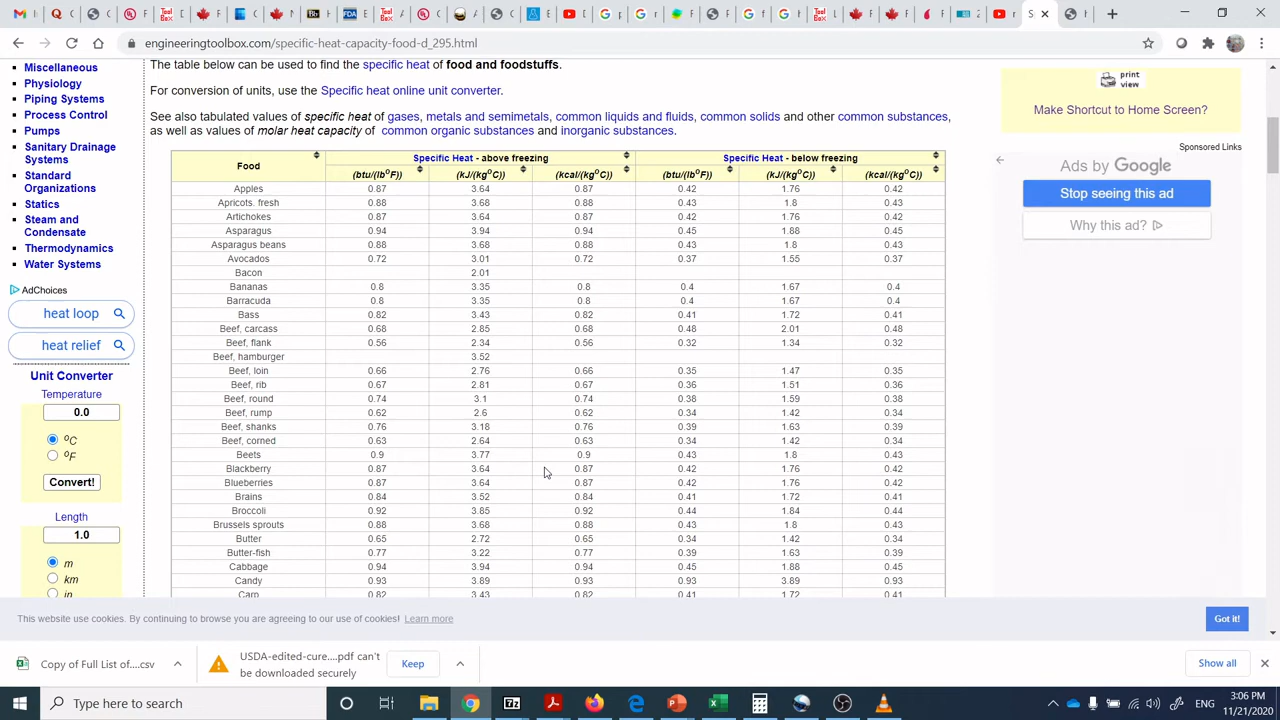 engineeringtoolbox.com/specific-heat-capacity-food-d_295.html
Miscellaneous
Physiology
Piping Systems
Process Control
Pumps
Sanitary Drainage
Systems
Standard
Organizations
Statics
Steam and
Condensate
Thermodynamics
Water Systems
AdChoices
heat loop
heat relief
Unit Converter
Temperature
0.0
oC
oF
Convert!
Length
1.0
m
km
in
The table below can be used to find the specific heat of food and foodstuffs.
For conversion of units, use the Specific heat online unit converter.
See also tabulated values of specific heat of gases, metals and semimetals, common liquids and fluids, common solids and other common substances,
as well as values of molar heat capacity of common organic substances and inorganic substances.
Food Specific Heat - above freezing Specific Heat - below freezing
(btu/(lboF)) (kJ/(kgoC)) (kcal/(kgoC)) (btu/(lboF)) (kJ/(kgoC)) (kcal/(kgoC))
Apples 0.87 3.64 0.87 0.42 1.76 0.42
Apricots. fresh 0.88 3.68 0.88 0.43 1.8 0.43
Artichokes 0.87 3.64 0.87 0.42 1.76 0.42
Asparagus 0.94 3.94 0.94 0.45 1.88 0.45
Asparagus beans 0.88 3.68 0.88 0.43 1.8 0.43
Avocados 0.72 3.01 0.72 0.37 1.55 0.37
Bacon 2.01
Bananas 0.8 3.35 0.8 0.4 1.67 0.4
Barracuda 0.8 3.35 0.8 0.4 1.67 0.4
Bass 0.82 3.43 0.82 0.41 1.72 0.41
Beef, carcass 0.68 2.85 0.68 0.48 2.01 0.48
Beef, flank 0.56 2.34 0.56 0.32 1.34 0.32
Beef, hamburger 3.52
Beef, loin 0.66 2.76 0.66 0.35 1.47 0.35
Beef, rib 0.67 2.81 0.67 0.36 1.51 0.36
Beef, round 0.74 3.1 0.74 0.38 1.59 0.38
Beef, rump 0.62 2.6 0.62 0.34 1.42 0.34
Beef, shanks 0.76 3.18 0.76 0.39 1.63 0.39
Beef, corned 0.63 2.64 0.63 0.34 1.42 0.34
Beets 0.9 3.77 0.9 0.43 1.8 0.43
Blackberry 0.87 3.64 0.87 0.42 1.76 0.42
Blueberries 0.87 3.64 0.87 0.42 1.76 0.42
Brains 0.84 3.52 0.84 0.41 1.72 0.41
Broccoli 0.92 3.85 0.92 0.44 1.84 0.44
Brussels sprouts 0.88 3.68 0.88 0.43 1.8 0.43
Butter 0.65 2.72 0.65 0.34 1.42 0.34
Butter-fish 0.77 3.22 0.77 0.39 1.63 0.39
Cabbage 0.94 3.94 0.94 0.45 1.88 0.45
Candy 0.93 3.89 0.93 0.93 3.89 0.93
Carp 0.82 3.43 0.82 0.41 1.72 0.41
print
view
Make Shortcut to Home Screen?
Sponsored Links
Ads by Google
Stop seeing this ad
Why this ad?
This website use cookies. By continuing to browse you are agreeing to our use of cookies! Learn more
Got it!
Copy of Full List of....csv
USDA-edited-cure....pdf can't
be downloaded securely
Keep
Show all
Type here to search
ENG
3:06 PM
11/21/2020